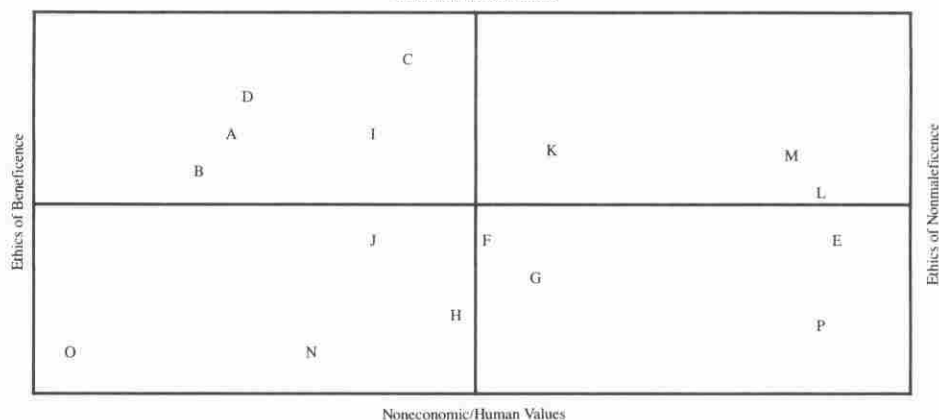 C
D
A
I
K
M
B
L
J
F
E
G
H
P
O
N
Ethics of Beneficence
Ethics of Nonmaleficence
Noneconomic/Human Values